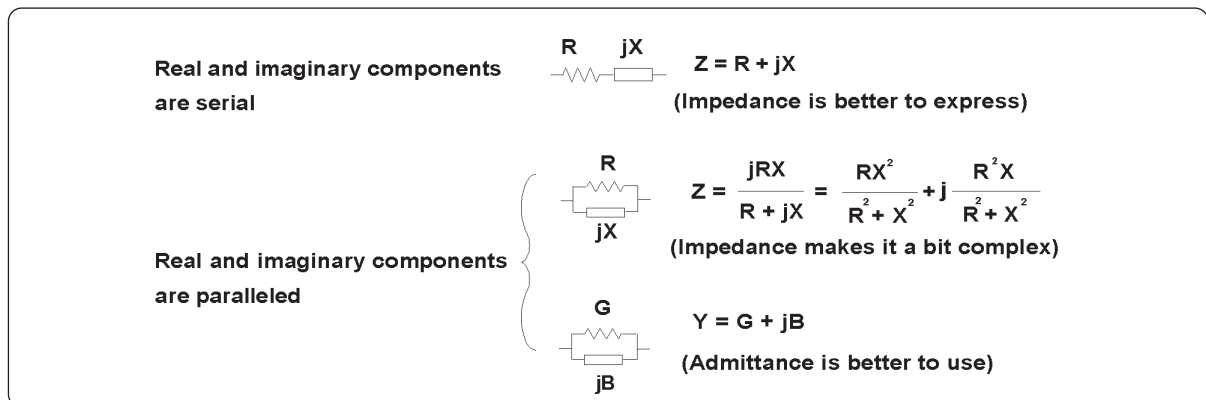 R jX
Real and imaginary components
are serial
Z = R + jX
(Impedance is better to express)
R
jX
Z = jRX / R + jX = RX² / R² + X² + j R²X / R² + X²
(Impedance makes it a bit complex)
Real and imaginary components
are paralleled
G
jB
Y = G + jB
(Admittance is better to use)